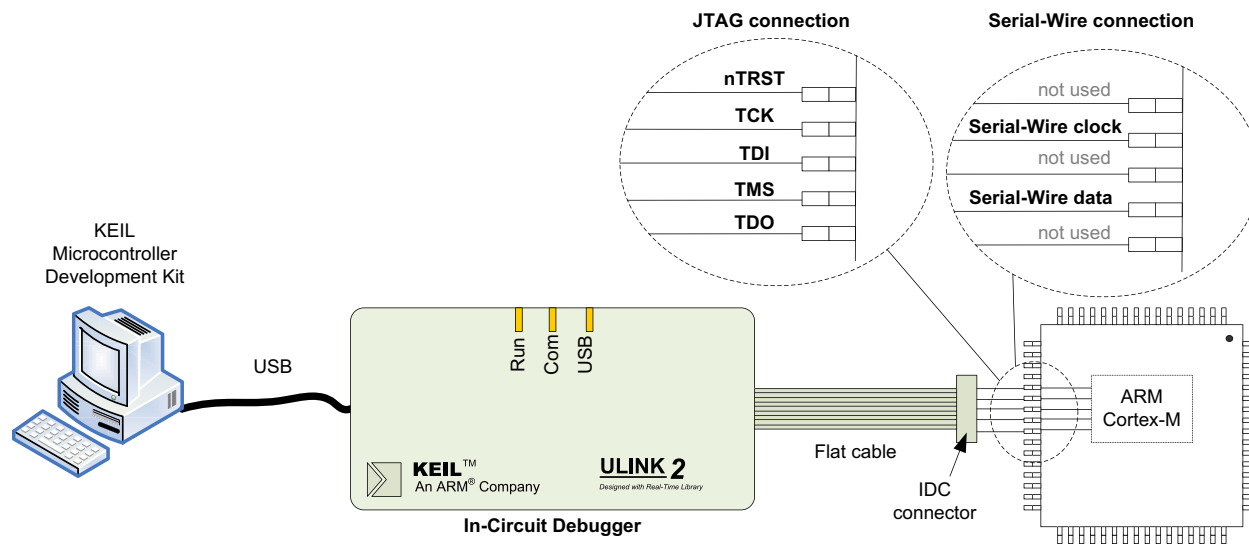 JTAG connection
Serial-Wire connection
nTRST
TCK
TDI
TMS
TDO
not used
Serial-Wire clock
not used
Serial-Wire data
not used
KEIL
Microcontroller
Development Kit
USB
Run
Com
USB
KEIL™
An ARM® Company
ULINK 2
Designed with Real-Time Library
In-Circuit Debugger
Flat cable
IDC
connector
ARM
Cortex-M